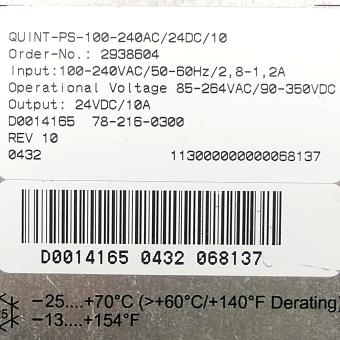 QUINT-PS-100-240AC/24DC/10
Order-No.: 2938604
Input:100-240VAC/50-60Hz/2,8-1,2A
Operational Voltage 85-264VAC/90-350VDC
Output: 24VDC/10A
D0014165 78-216-0300
REV 10
0432 113000000000068137
D0014165 0432 068137
25 –25....+70°C (>+60°C/+140°F Derating)
–13....+154°F